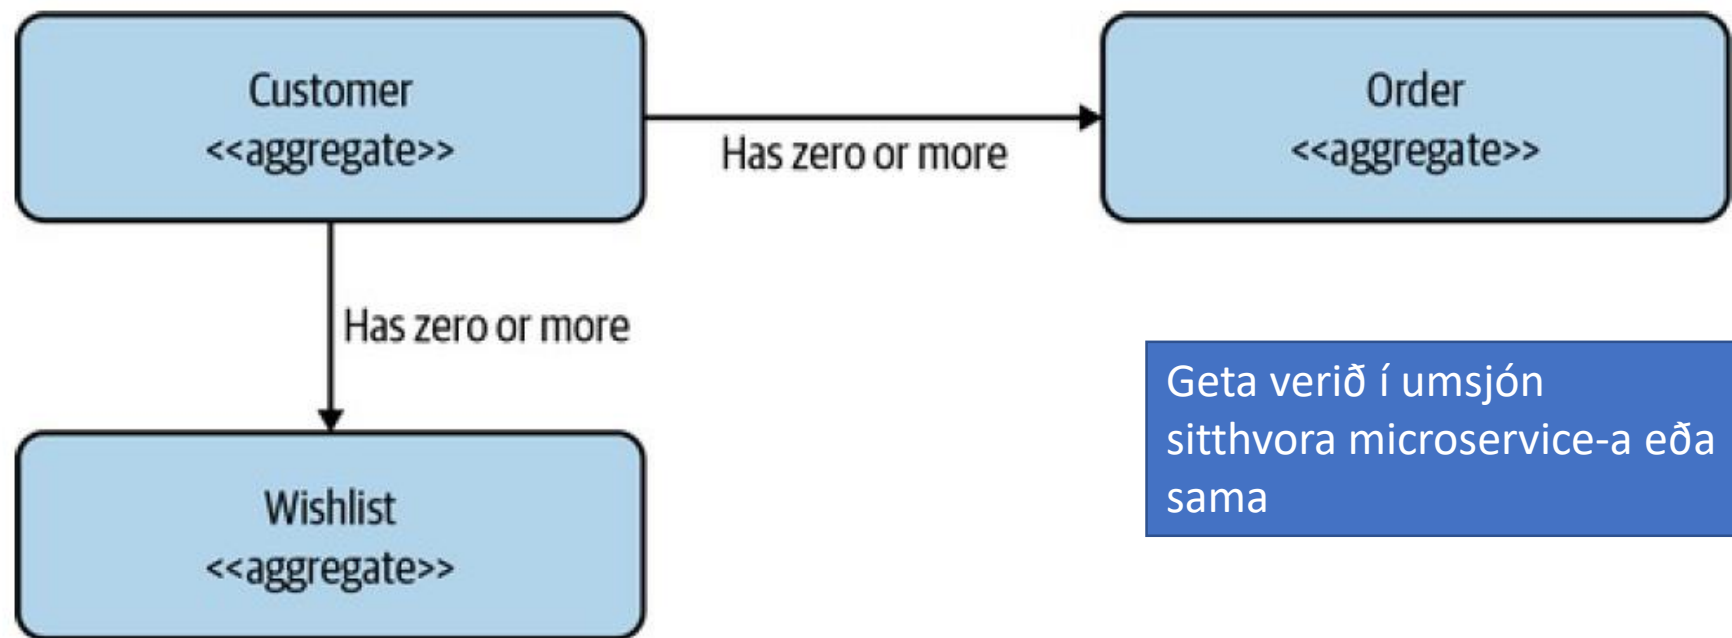 Customer
<<aggregate>>
Has zero or more
Order
<<aggregate>>
Has zero or more
Wishlist
<<aggregate>>
Geta verið í umsjón
sitthvora microservice-a eða
sama